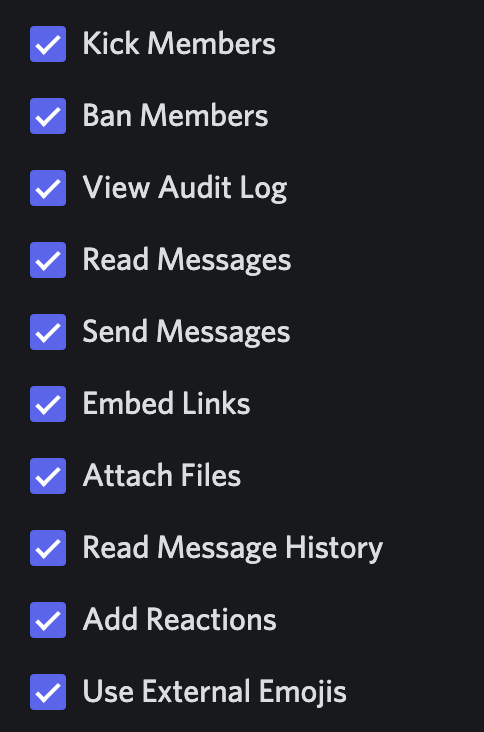 Kick Members
Ban Members
View Audit Log
Read Messages
Send Messages
Embed Links
Attach Files
Read Message History
Add Reactions
Use External Emojis